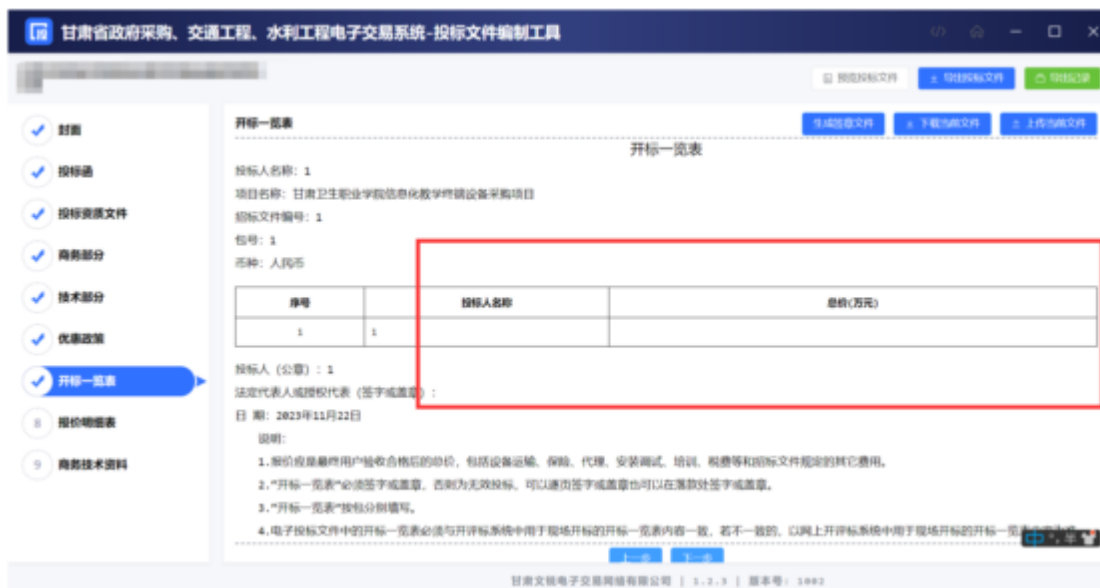 甘肃省政府采购、交通工程、水利工程电子交易系统-投标文件编制工具
预览投标文件 导出投标文件 导出记录
封面
投标函
投标资质文件
商务部分
技术部分
优惠政策
开标一览表
8 报价明细表
9 商务技术资料
开标一览表 生成签章文件 下载当前文件 上传当前文件
开标一览表
投标人名称: 1
项目名称: 甘肃卫生职业学院信息化教学终端设备采购项目
招标文件编号: 1
包号: 1
币种: 人民币
序号 投标人名称 总价(万元)
1 1
投标人 (公章) : 1
法定代表人或授权代表 (签字或盖章) :
日 期: 2023年11月22日
说明:
1.报价应是最终用户验收合格后的总价, 包括设备运输、保险、代理、安装调试、培训、税费等和招标文件规定的其它费用。
2."开标一览表"必须签字或盖章, 否则为无效投标, 可以逐页签字或盖章也可以在落款处签字或盖章。
3."开标一览表"按包分别填写。
4.电子投标文件中的开标一览表必须与开评标系统中用于现场开标的开标一览表内容一致, 若不一致的, 以网上开评标系统中用于现场开标的开标一览
中 半
上一步 下一步
甘肃文锐电子交易网络有限公司 | 1.2.3 | 版本号: 1002